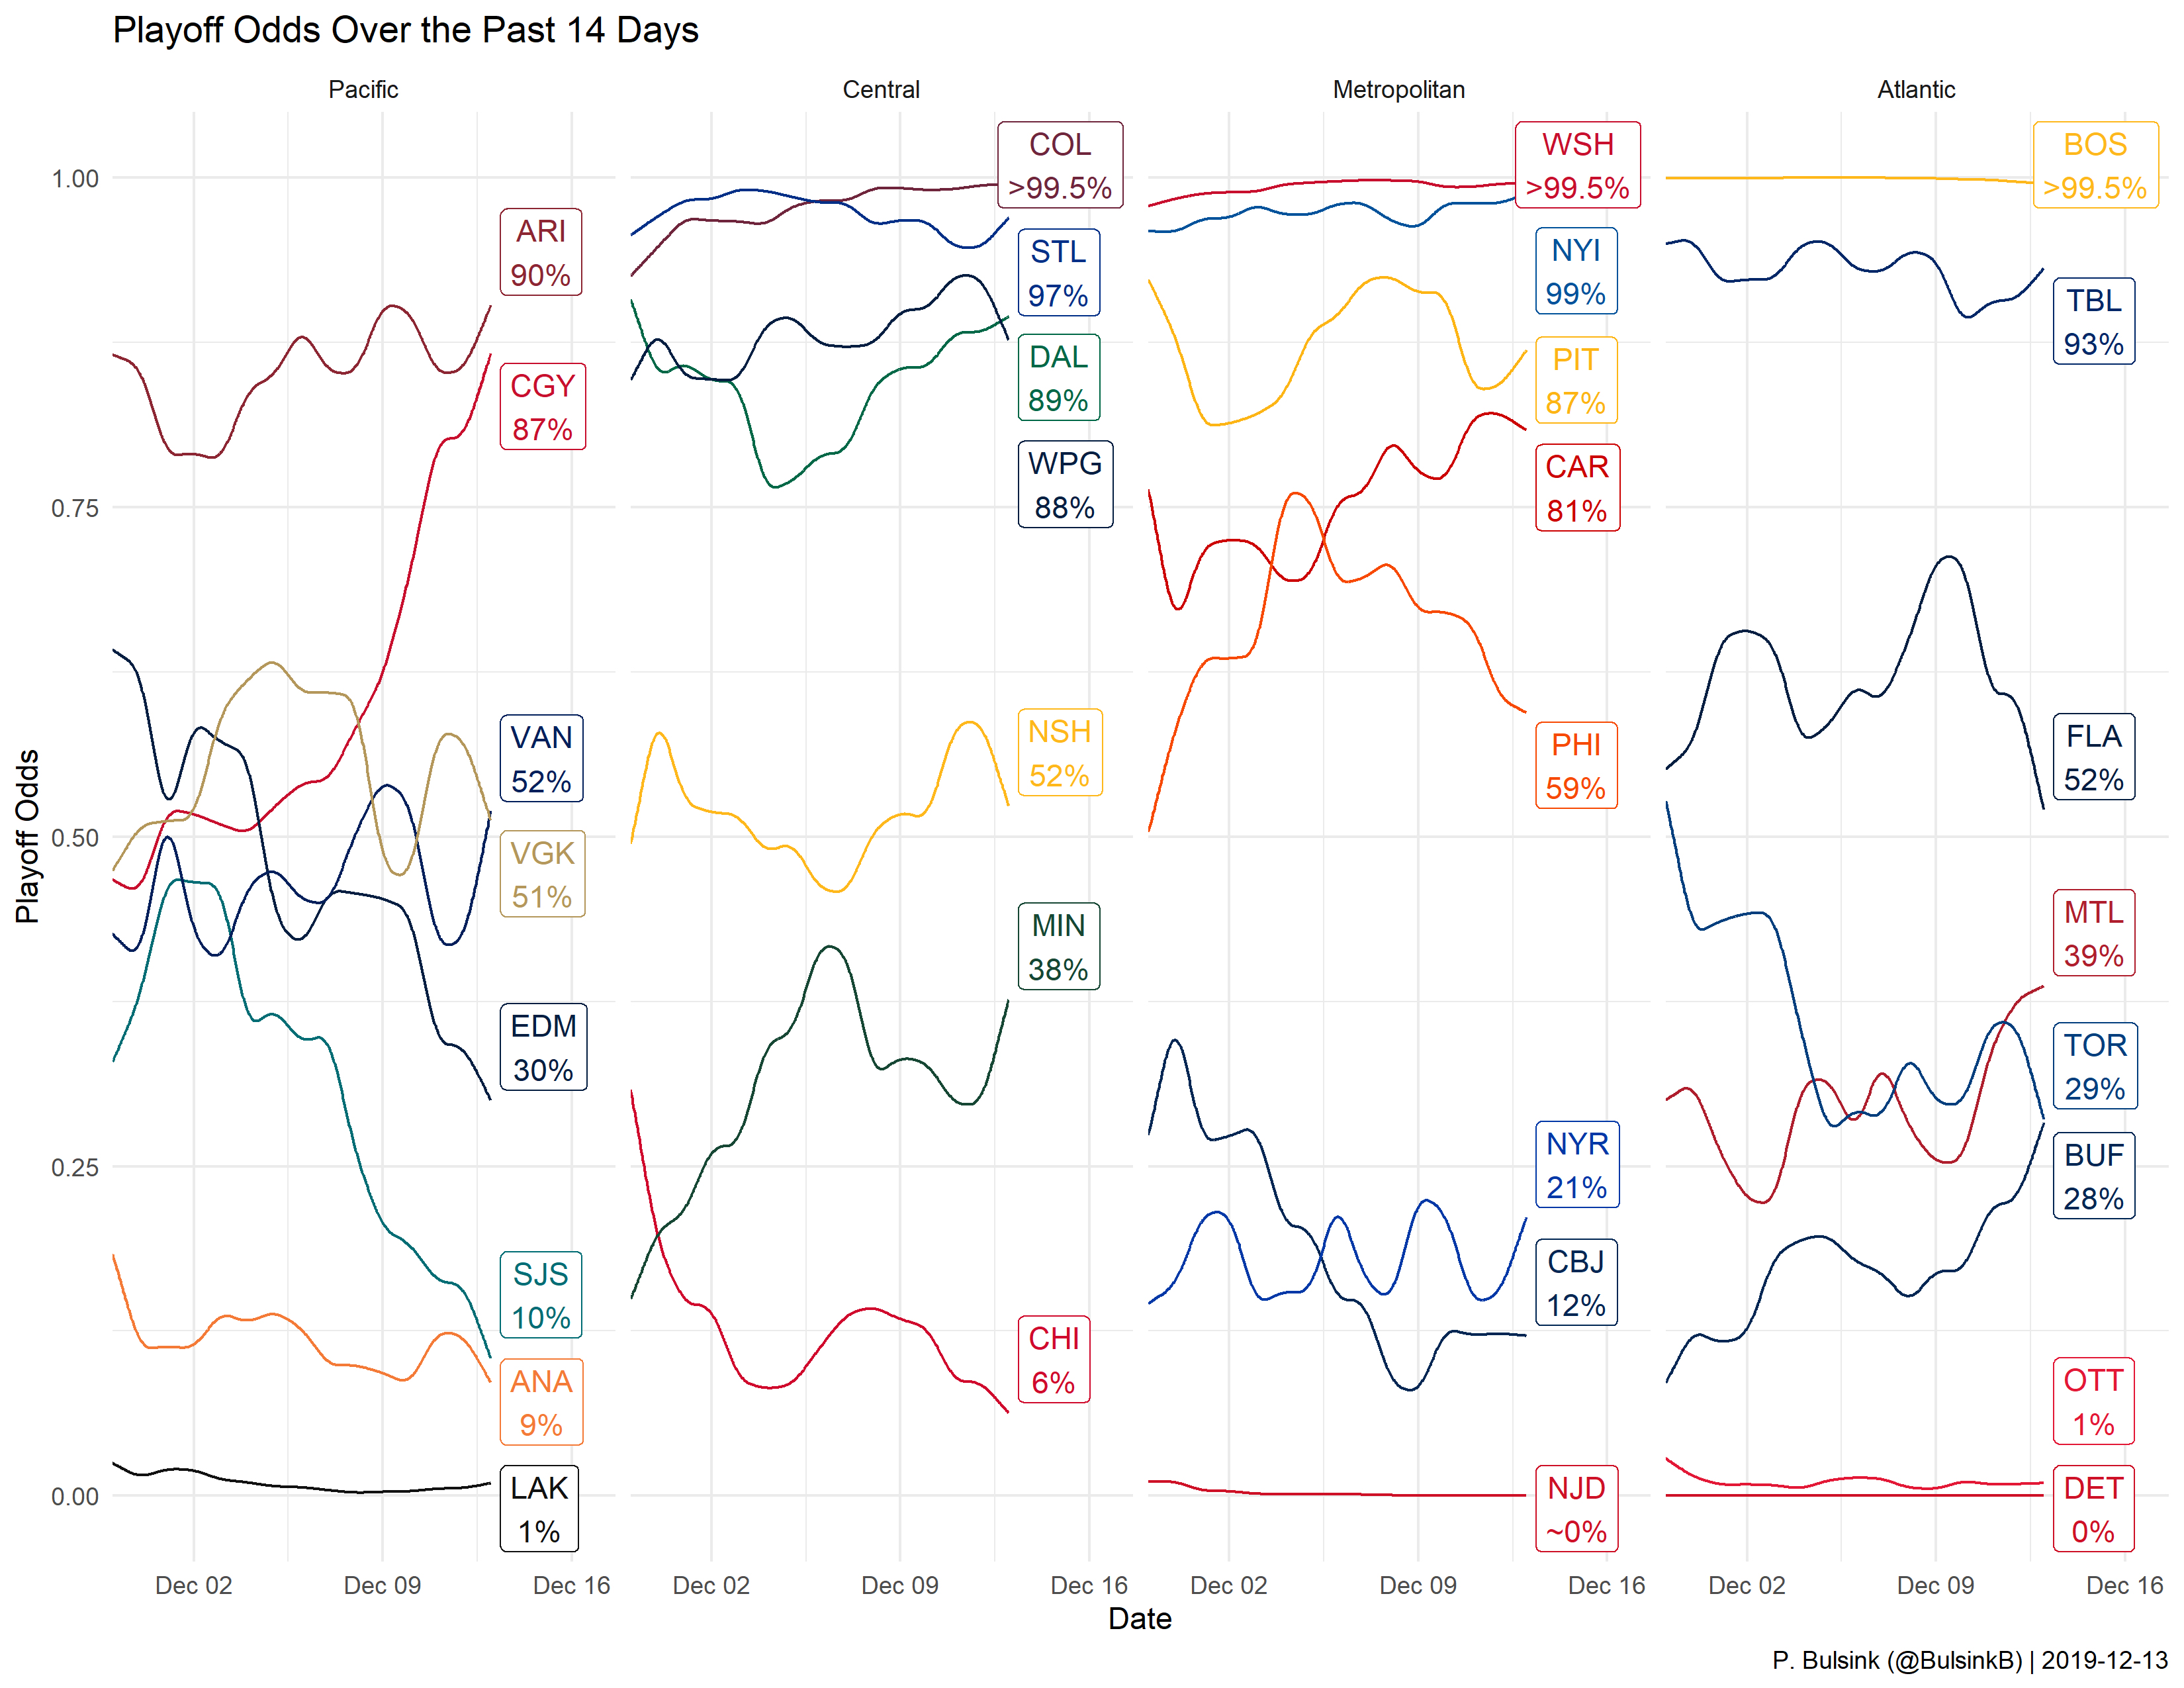 Playoff Odds Over the Past 14 Days
Pacific
Central
Metropolitan
Atlantic
Playoff Odds
1.00
0.75
0.50
0.25
0.00
ARI
90%
CGY
87%
VAN
52%
VGK
51%
EDM
30%
SJS
10%
ANA
9%
LAK
1%
COL
>99.5%
STL
97%
DAL
89%
WPG
88%
NSH
52%
MIN
38%
CHI
6%
WSH
>99.5%
NYI
99%
PIT
87%
CAR
81%
PHI
59%
NYR
21%
CBJ
12%
NJD
~0%
BOS
>99.5%
TBL
93%
FLA
52%
MTL
39%
TOR
29%
BUF
28%
OTT
1%
DET
0%
Dec 02 Dec 09 Dec 16
Dec 02 Dec 09 Dec 16
Dec 02 Dec 09 Dec 16
Dec 02 Dec 09 Dec 16
Date
P. Bulsink (@BulsinkB) | 2019-12-13